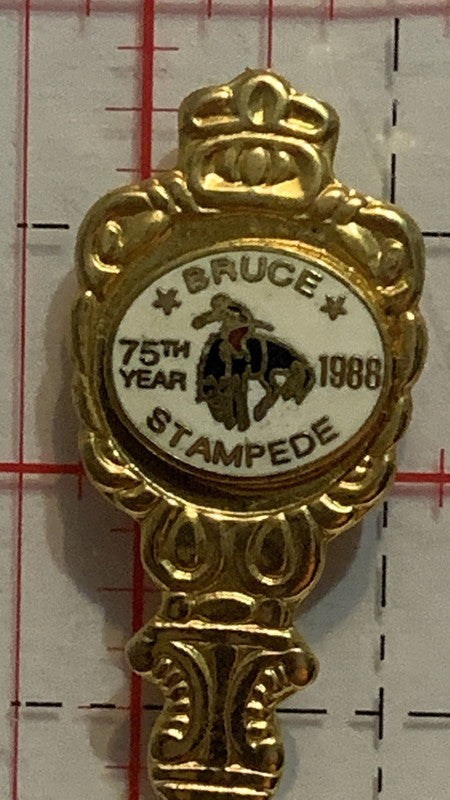 BRUCE
75TH
YEAR
1988
STAMPEDE